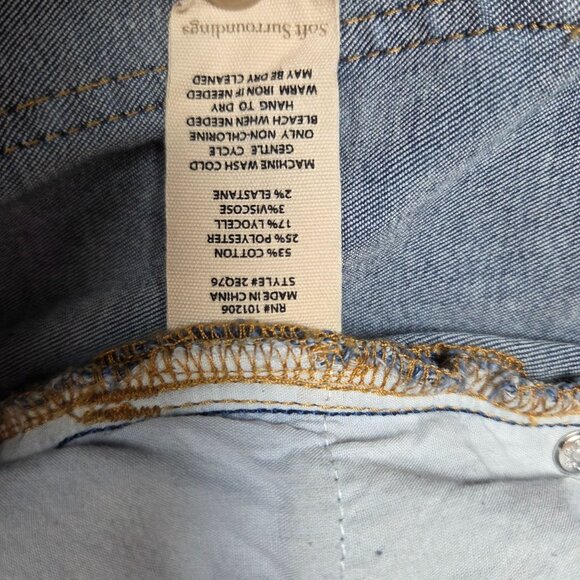 RN# 101206
MADE IN CHINA
STYLE# 2EQ76
53% COTTON
25% POLYESTER
17% LYOCELL
3%VISCOSE
2% ELASTANE
MACHINE WASH COLD
GENTLE CYCLE
ONLY NON-CHLORINE
BLEACH WHEN NEEDED
HANG TO DRY
WARM IRON IF NEEDED
MAY BE DRY CLEANED
Soft Surroundings